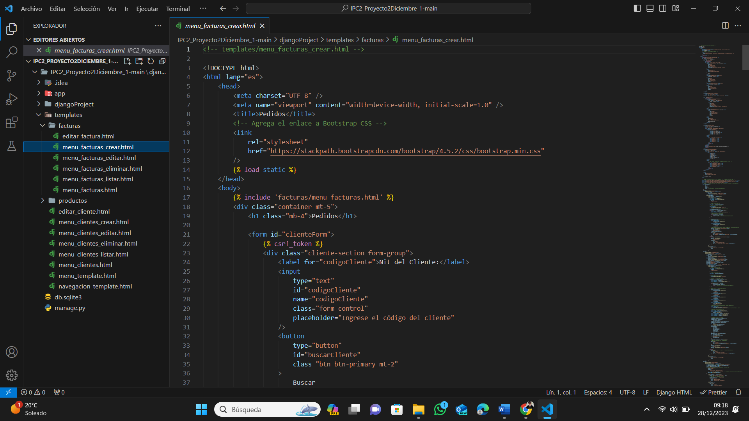 Archivo Editar Selección Ver Ir Ejecutar Terminal ··· IPC2_Proyecto2Diciembre_1-main
EXPLORADOR ···
EDITORES ABIERTOS
menu_facturas_crear.html IPC2_Proyecto...
IPC2_PROYECTO2DICIEMBRE_1-...
IPC2_Proyecto2Diciembre_1-main \ djan...
.idea
app
djangoProject
templates
facturas
editar_factura.html
menu_facturas_crear.html
menu_facturas_editar.html
menu_facturas_eliminar.html
menu_facturas_listar.html
menu_facturas.html
productos
editar_cliente.html
menu_clientes_crear.html
menu_clientes_editar.html
menu_clientes_eliminar.html
menu_clientes_listar.html
menu_clientes.html
menu_template.html
navegacion_template.html
db.sqlite3
manage.py
menu_facturas_crear.html
IPC2_Proyecto2Diciembre_1-main > djangoProject > templates > facturas > menu_facturas_crear.html
1 <!-- templates/menu_facturas_crear.html -->
2
3 <!DOCTYPE html>
4 <html lang="es">
5 <head>
6 <meta charset="UTF-8" />
7 <meta name="viewport" content="width=device-width, initial-scale=1.0" />
8 <title>Pedidos</title>
9 <!-- Agrega el enlace a Bootstrap CSS -->
10 <link
11 rel="stylesheet"
12 href="https://stackpath.bootstrapcdn.com/bootstrap/4.5.2/css/bootstrap.min.css"
13 />
14 {% load static %}
15 </head>
16 <body>
17 {% include 'facturas/menu_facturas.html' %}
18 <div class="container mt-5">
19 <h1 class="mb-4">Pedidos</h1>
20
21 <form id="clienteForm">
22 {% csrf_token %}
23 <div class="cliente-section form-group">
24 <label for="codigoCliente">Nit del Cliente:</label>
25 <input
26 type="text"
27 id="codigoCliente"
28 name="codigoCliente"
29 class="form-control"
30 placeholder="Ingrese el código del cliente"
31 />
32 <button
33 type="button"
34 id="buscarCliente"
35 class="btn btn-primary mt-2"
36 >
37 Buscar
0 0 0 Lín. 1, col. 1 Espacios: 4 UTF-8 LF Django HTML Prettier
20°C
Soleado
Búsqueda
09:18
28/12/2023